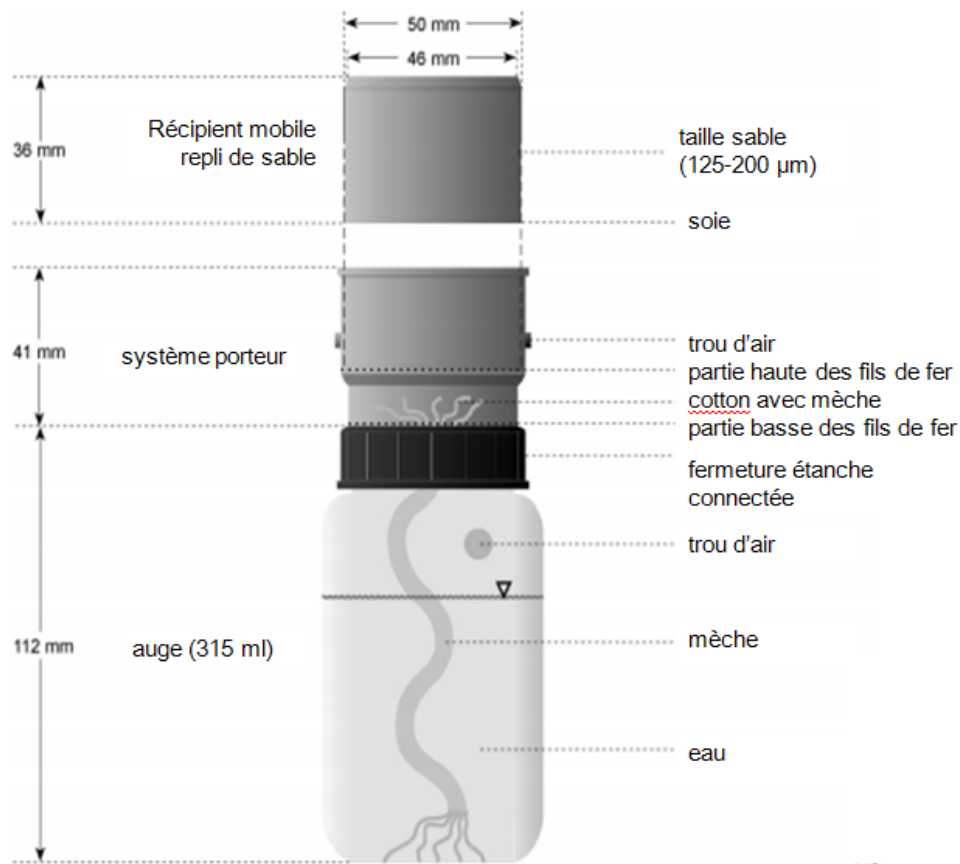 50 mm
46 mm
36 mm
Récipient mobile
repli de sable
taille sable
(125-200 µm)
soie
41 mm
système porteur
trou d'air
partie haute des fils de fer
cotton avec mèche
partie basse des fils de fer
fermeture étanche
connectée
trou d'air
112 mm
auge (315 ml)
mèche
eau